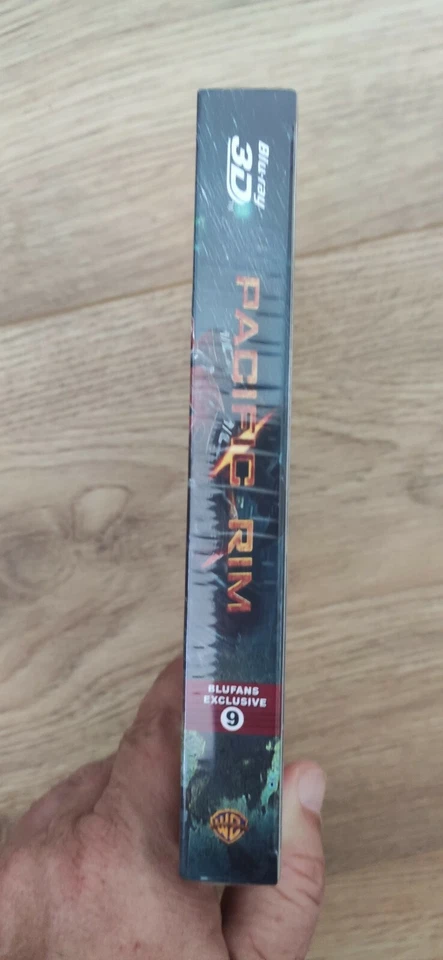 Blu-ray
3D
PACIFIC RIM
BLUFANS
EXCLUSIVE
9
WB